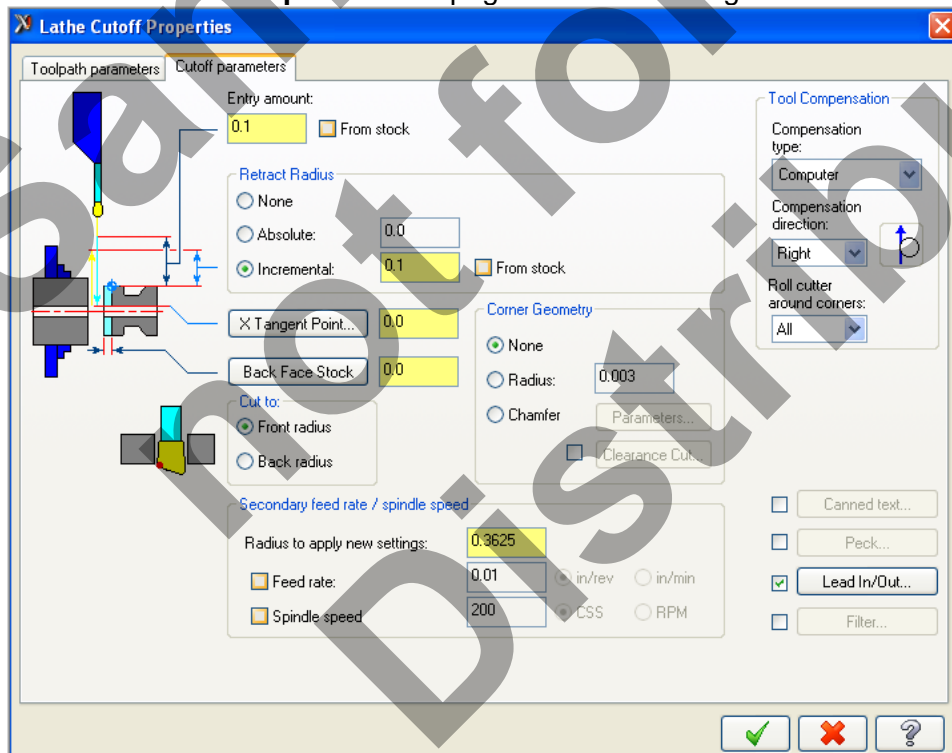 Lathe Cutoff Properties
Toolpath parameters Cutoff parameters
Entry amount:
0.1 From stock
Retract Radius
None
Absolute: 0.0
Incremental: 0.1 From stock
X Tangent Point... 0.0
Back Face Stock 0.0
Cut to:
Front radius
Back radius
Corner Geometry
None
Radius: 0.003
Chamfer Parameters...
Clearance Cut...
Secondary feed rate / spindle speed
Radius to apply new settings: 0.3625
Feed rate: 0.01 in/rev in/min
Spindle speed 200 CSS RPM
Tool Compensation
Compensation
type:
Computer
Compensation
direction:
Right
Roll cutter
around corners:
All
Canned text...
Peck...
Lead In/Out...
Filter...
not for